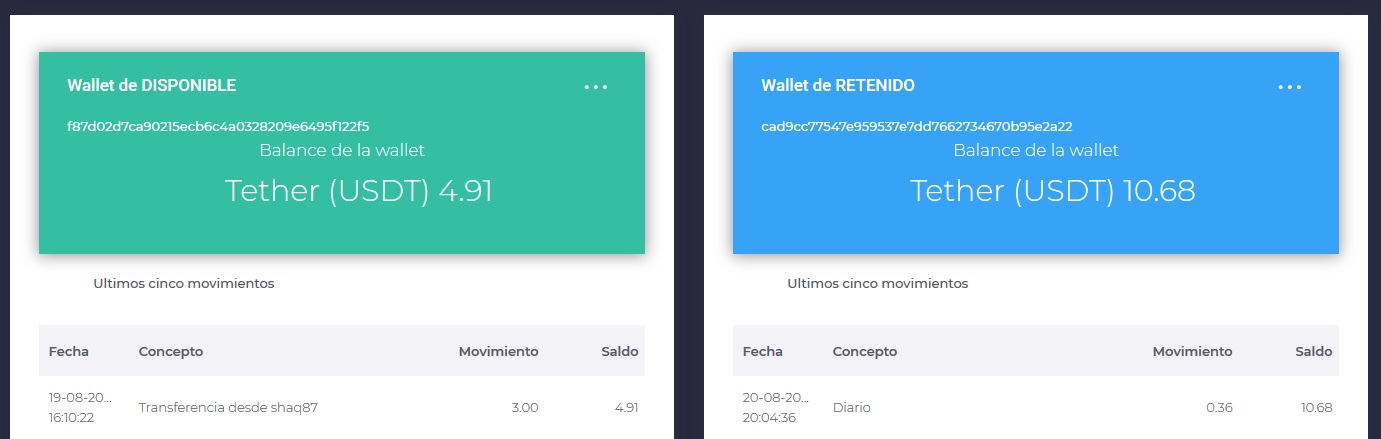 Wallet de DISPONIBLE
...
f87d02d7ca90215ecb6c4a0328209e6495f122f5
Balance de la wallet
Tether (USDT) 4.91
Ultimos cinco movimientos
Fecha Concepto Movimiento Saldo
19-08-20... Transferencia desde shaq87 3.00 4.91
16:10:22
Wallet de RETENIDO
...
cad9cc77547e959537e7dd7662734670b95e2a22
Balance de la wallet
Tether (USDT) 10.68
Ultimos cinco movimientos
Fecha Concepto Movimiento Saldo
20-08-20... Diario 0.36 10.68
20:04:36